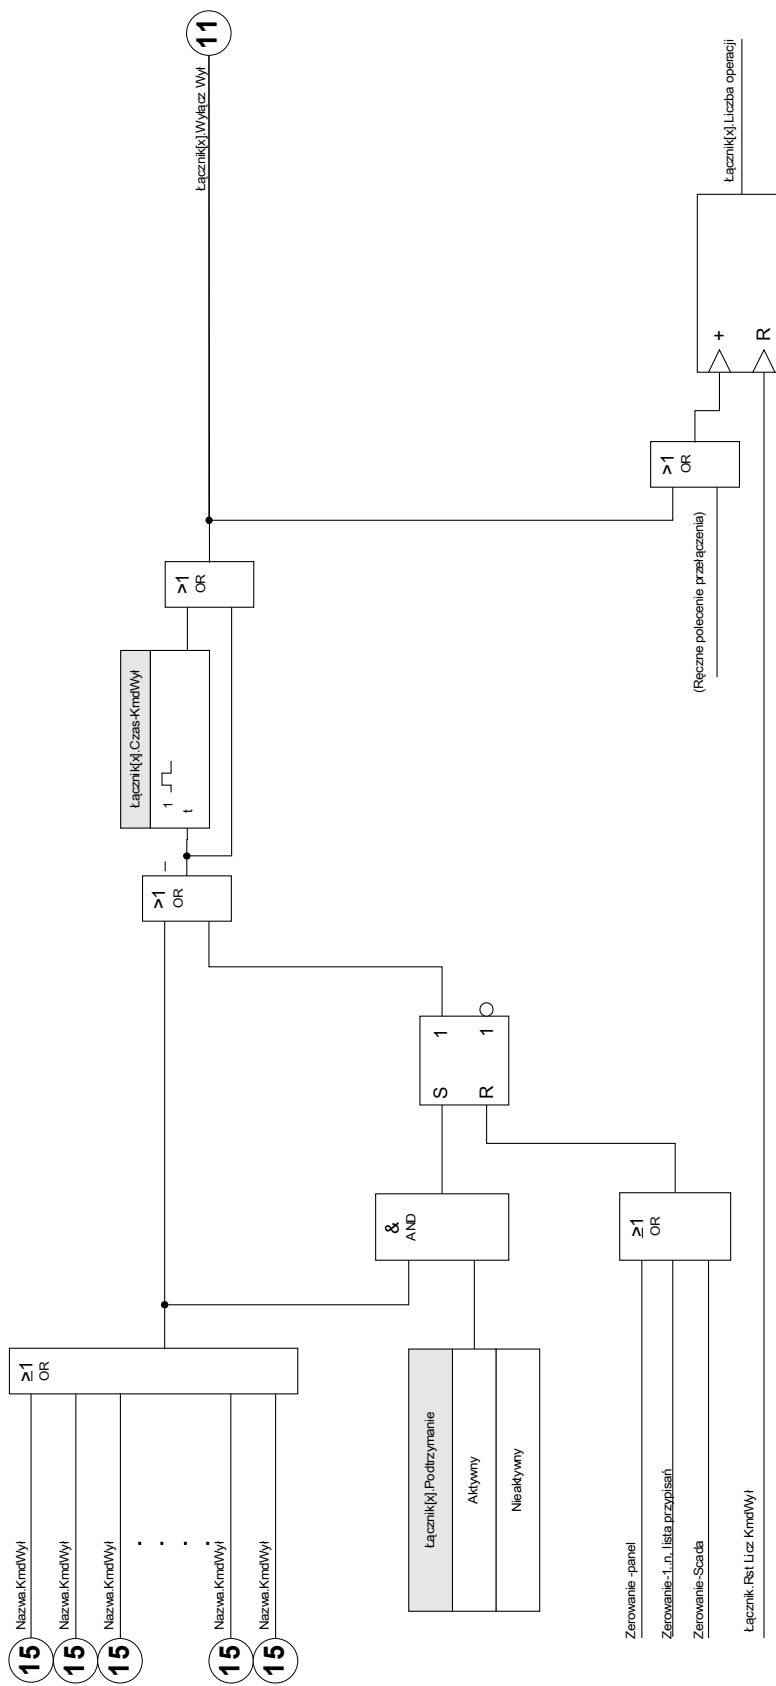 15 Nazwa.KmdWył
15 Nazwa.KmdWył
15 Nazwa.KmdWył
. . . .
15 Nazwa.KmdWył
15 Nazwa.KmdWył
≥1
OR
Łącznik[x].Podtrzymanie
Aktywny
Nieaktywny
&
AND
Zerowanie -panel
Zerowanie-1..n, lista przypisań
Zerowanie-Scada
≥1
OR
S 1
R 1
>1
OR
Łącznik[x].Czas-KmdWył
1
t
>1
OR
Łącznik[x].Wyłącz Wył
11
(Ręczne polecenie przełączenia)
>1
OR
Łącznik.Rst Licz KmdWył
+
R
Łącznik[x].Liczba operacji